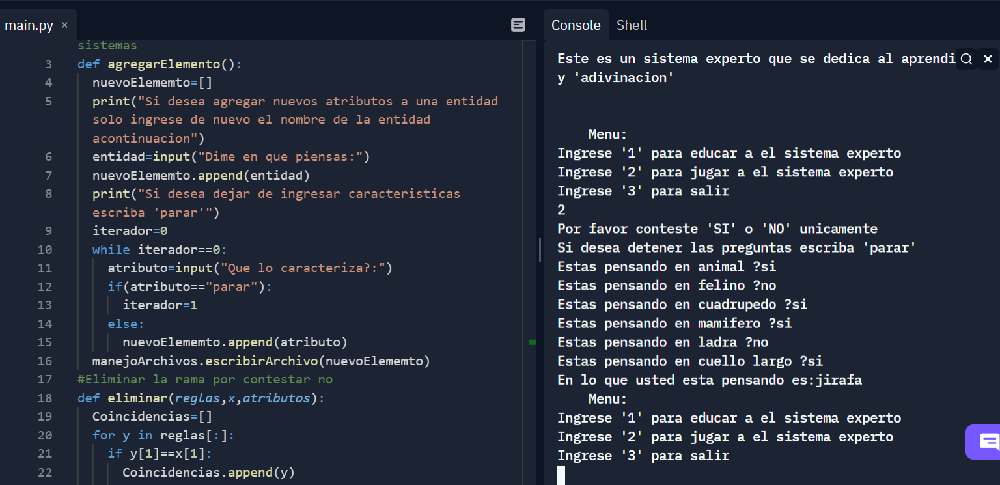 main.py ×
sistemas
3 def agregarElemento():
4 nuevoElememto=[]
5 print("Si desea agregar nuevos atributos a una entidad
solo ingrese de nuevo el nombre de la entidad
acontinuacion")
6 entidad=input("Dime en que piensas:")
7 nuevoElememto.append(entidad)
8 print("Si desea dejar de ingresar caracteristicas
escriba 'parar'")
9 iterador=0
10 while iterador==0:
11 atributo=input("Que lo caracteriza?:")
12 if(atributo=="parar"):
13 iterador=1
14 else:
15 nuevoElememto.append(atributo)
16 manejoArchivos.escribirArchivo(nuevoElememto)
17 #Eliminar la rama por contestar no
18 def eliminar(reglas,x,atributos):
19 Coincidencias=[]
20 for y in reglas[:]:
21 if y[1]==x[1]:
22 Coincidencias.append(y)
Console Shell
Este es un sistema experto que se dedica al aprendi
y 'adivinacion'
Menu:
Ingrese '1' para educar a el sistema experto
Ingrese '2' para jugar a el sistema experto
Ingrese '3' para salir
2
Por favor conteste 'SI' o 'NO' unicamente
Si desea detener las preguntas escriba 'parar'
Estas pensando en animal ?si
Estas pensando en felino ?no
Estas pensando en cuadrupedo ?si
Estas pensando en mamifero ?si
Estas pensando en ladra ?no
Estas pensando en cuello largo ?si
En lo que usted esta pensando es:jirafa
Menu:
Ingrese '1' para educar a el sistema experto
Ingrese '2' para jugar a el sistema experto
Ingrese '3' para salir